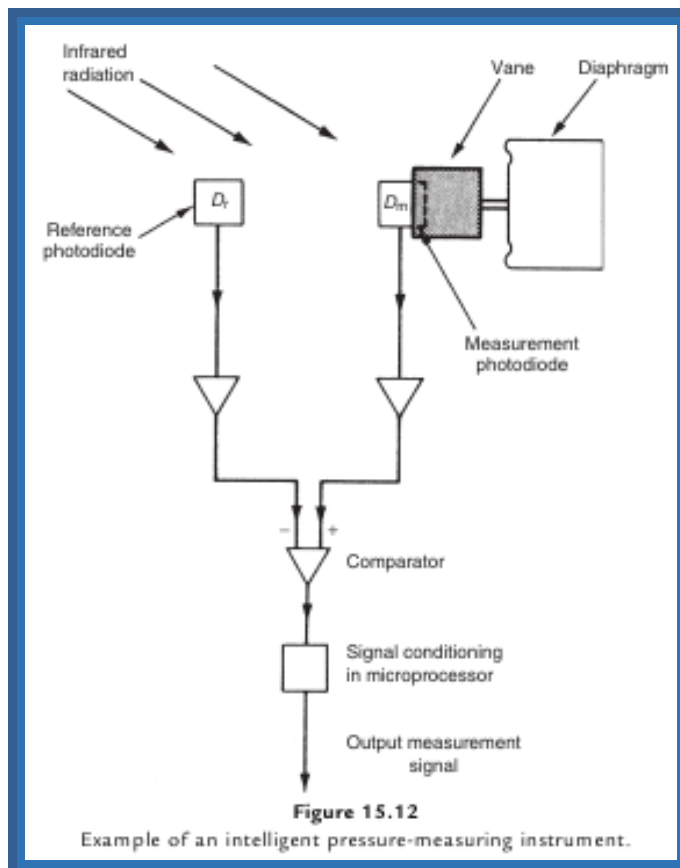 Infrared
radiation
Vane
Diaphragm
Dr
Dm
Reference
photodiode
Measurement
photodiode
− +
Comparator
Signal conditioning
in microprocessor
Output measurement
signal
Figure 15.12
Example of an intelligent pressure-measuring instrument.